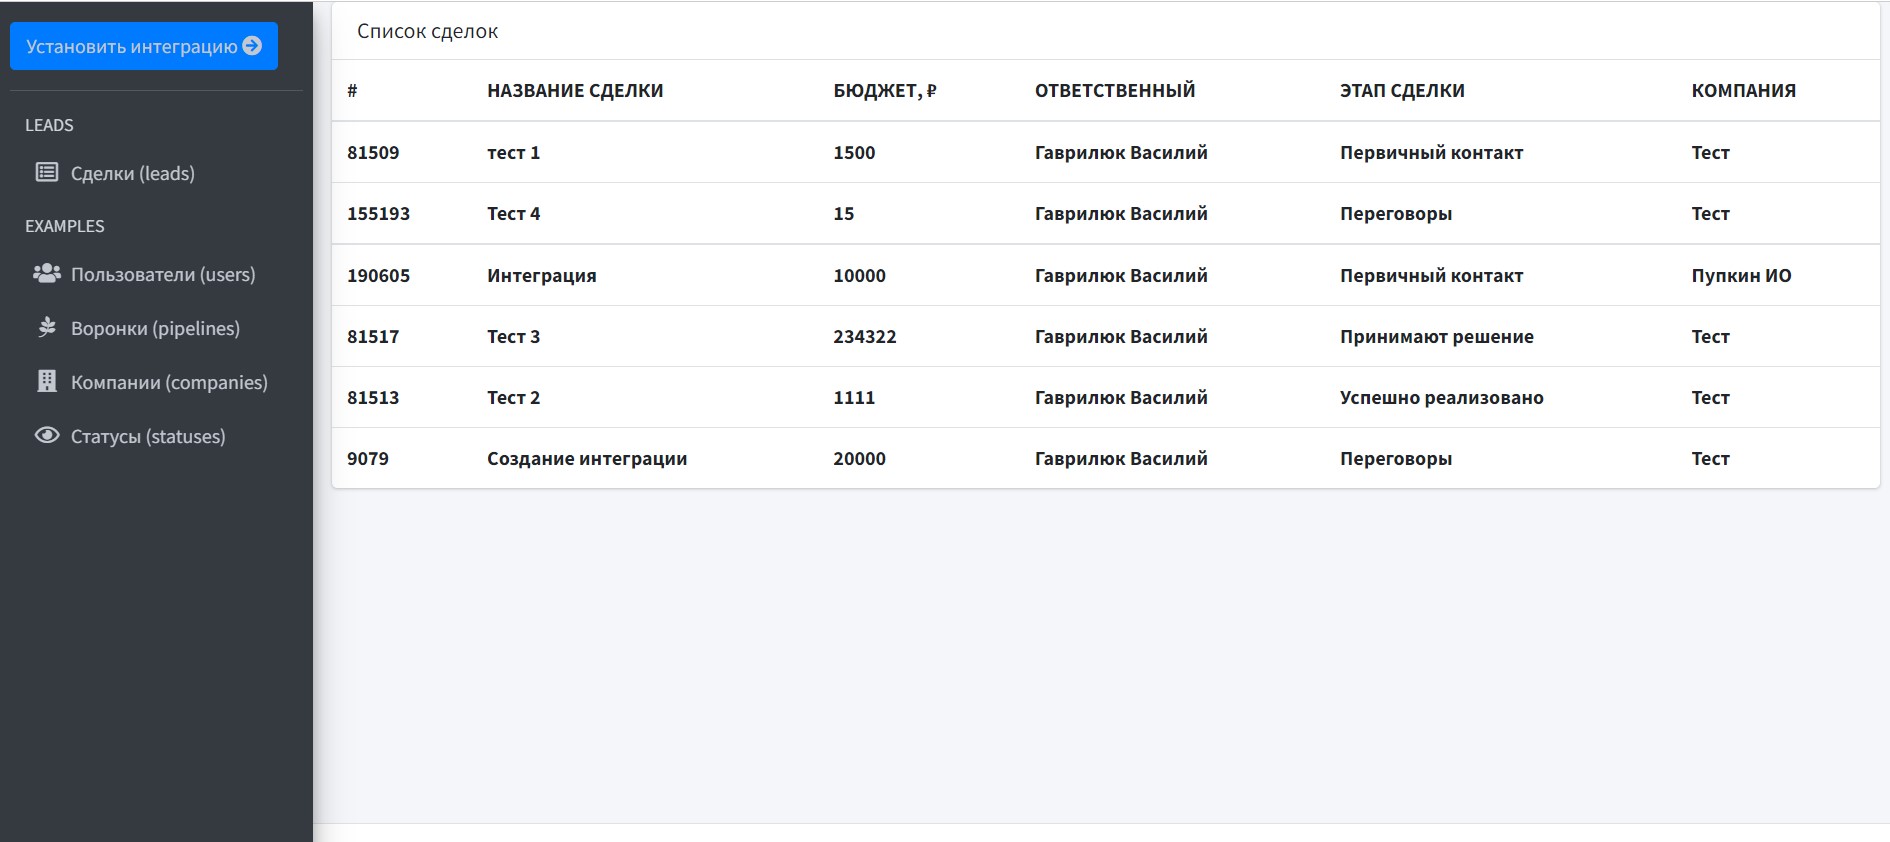 Установить интеграцию
LEADS
Сделки (leads)
EXAMPLES
Пользователи (users)
Воронки (pipelines)
Компании (companies)
Статусы (statuses)
Список сделок
# НАЗВАНИЕ СДЕЛКИ БЮДЖЕТ, ₽ ОТВЕТСТВЕННЫЙ ЭТАП СДЕЛКИ КОМПАНИЯ
81509 тест 1 1500 Гаврилюк Василий Первичный контакт Тест
155193 Тест 4 15 Гаврилюк Василий Переговоры Тест
190605 Интеграция 10000 Гаврилюк Василий Первичный контакт Пупкин ИО
81517 Тест 3 234322 Гаврилюк Василий Принимают решение Тест
81513 Тест 2 1111 Гаврилюк Василий Успешно реализовано Тест
9079 Создание интеграции 20000 Гаврилюк Василий Переговоры Тест